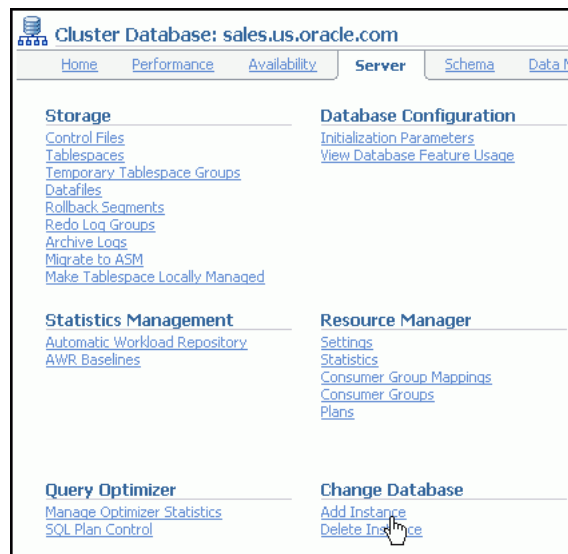 Cluster Database: sales.us.oracle.com
Home Performance Availability Server Schema Data
Storage
Control Files
Tablespaces
Temporary Tablespace Groups
Datafiles
Rollback Segments
Redo Log Groups
Archive Logs
Migrate to ASM
Make Tablespace Locally Managed
Database Configuration
Initialization Parameters
View Database Feature Usage
Statistics Management
Automatic Workload Repository
AWR Baselines
Resource Manager
Settings
Statistics
Consumer Group Mappings
Consumer Groups
Plans
Query Optimizer
Manage Optimizer Statistics
SQL Plan Control
Change Database
Add Instance
Delete Instance